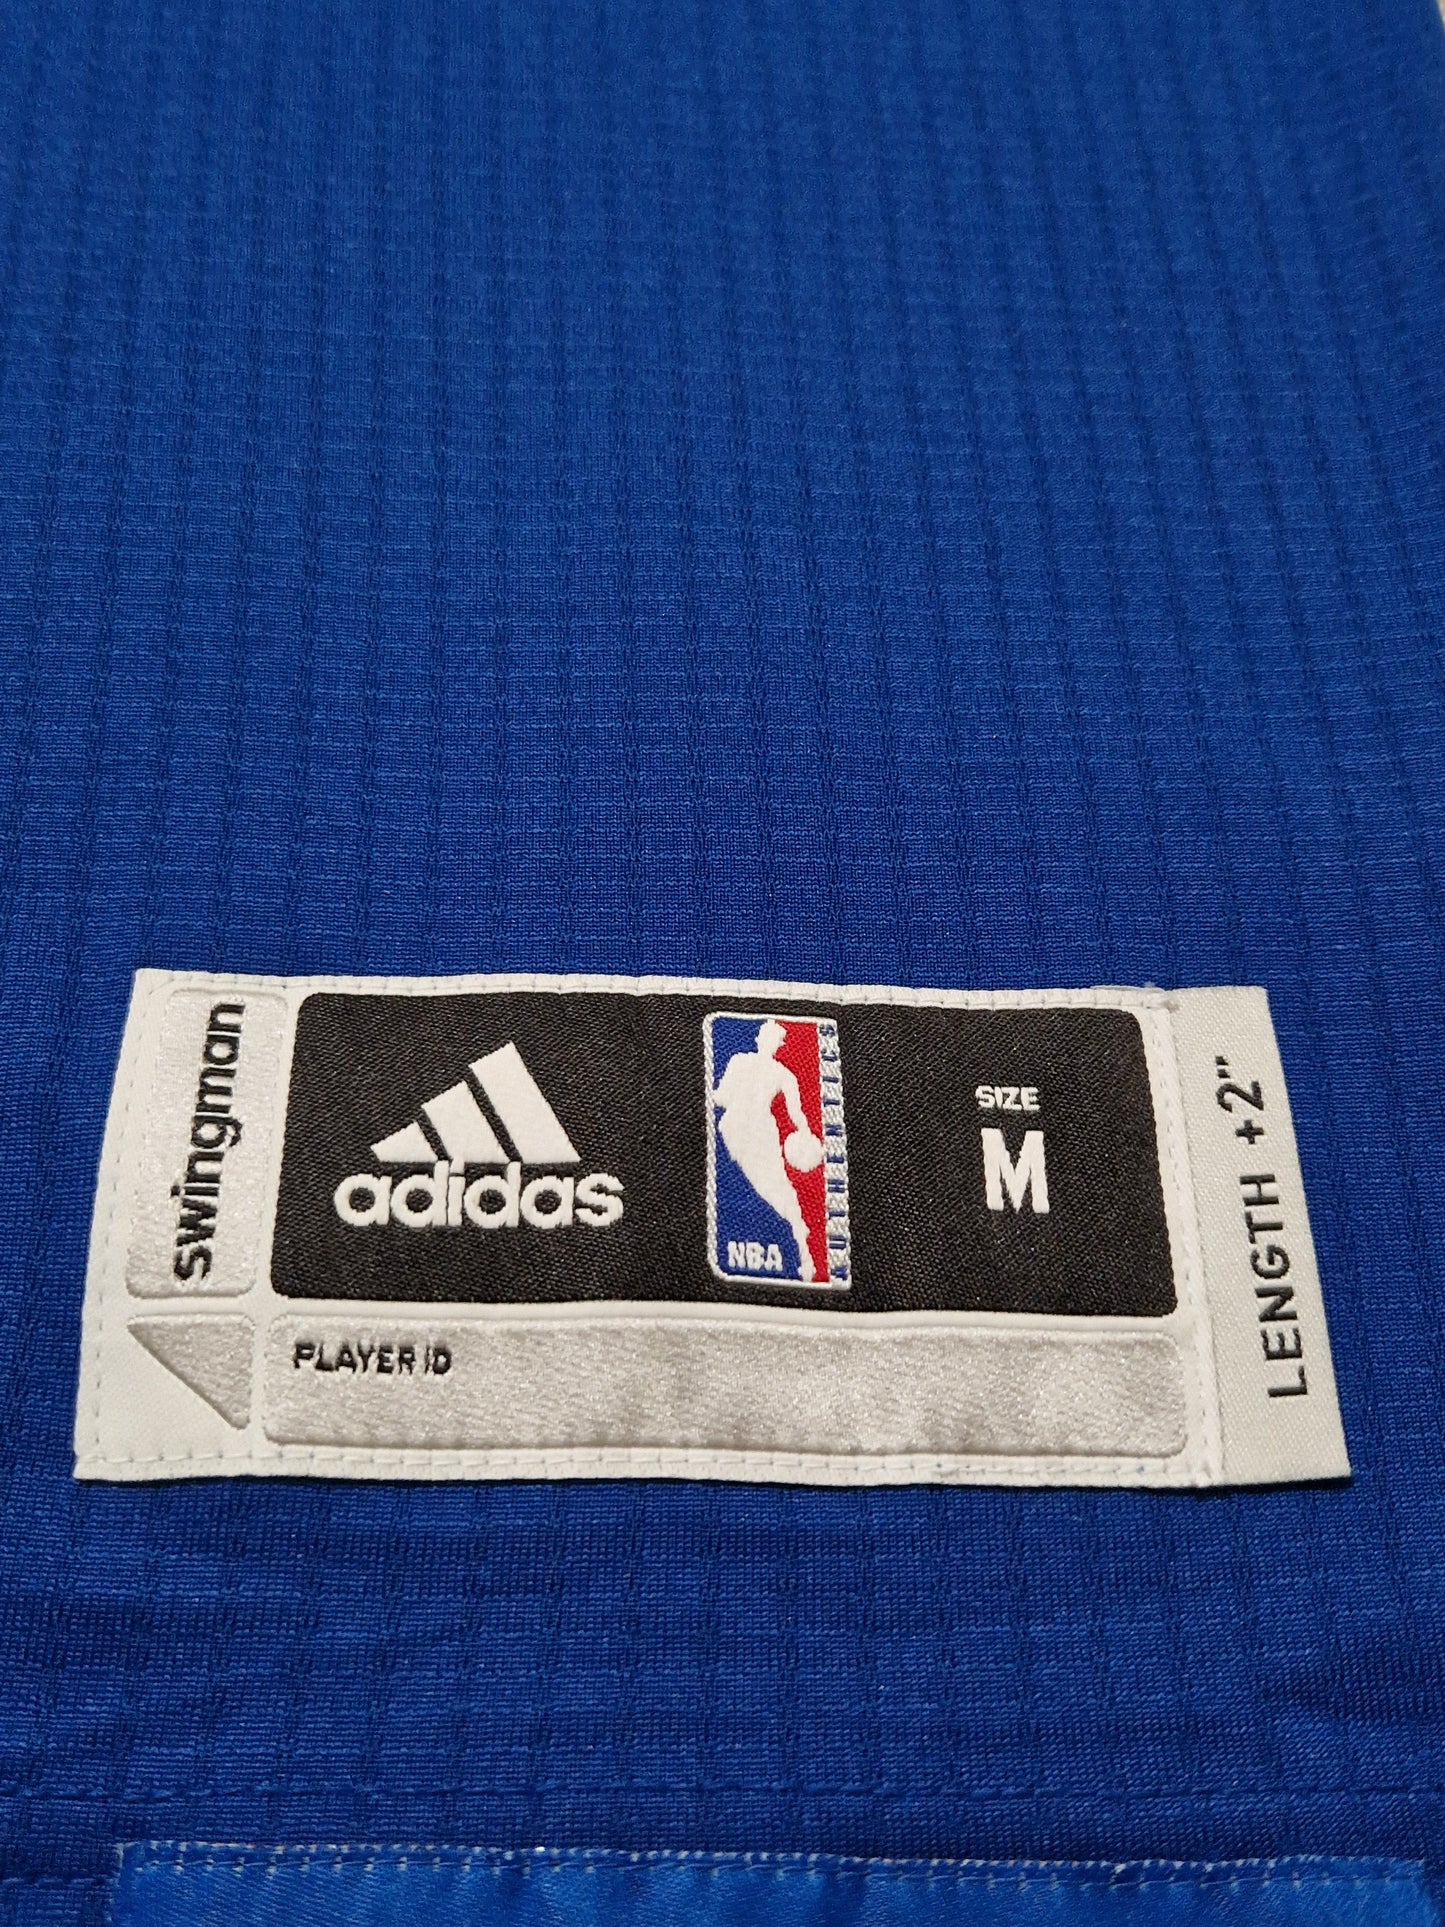 swingman
adidas
NBA
AUTHENTICS
SIZE
M
LENGTH +2"
PLAYER ID